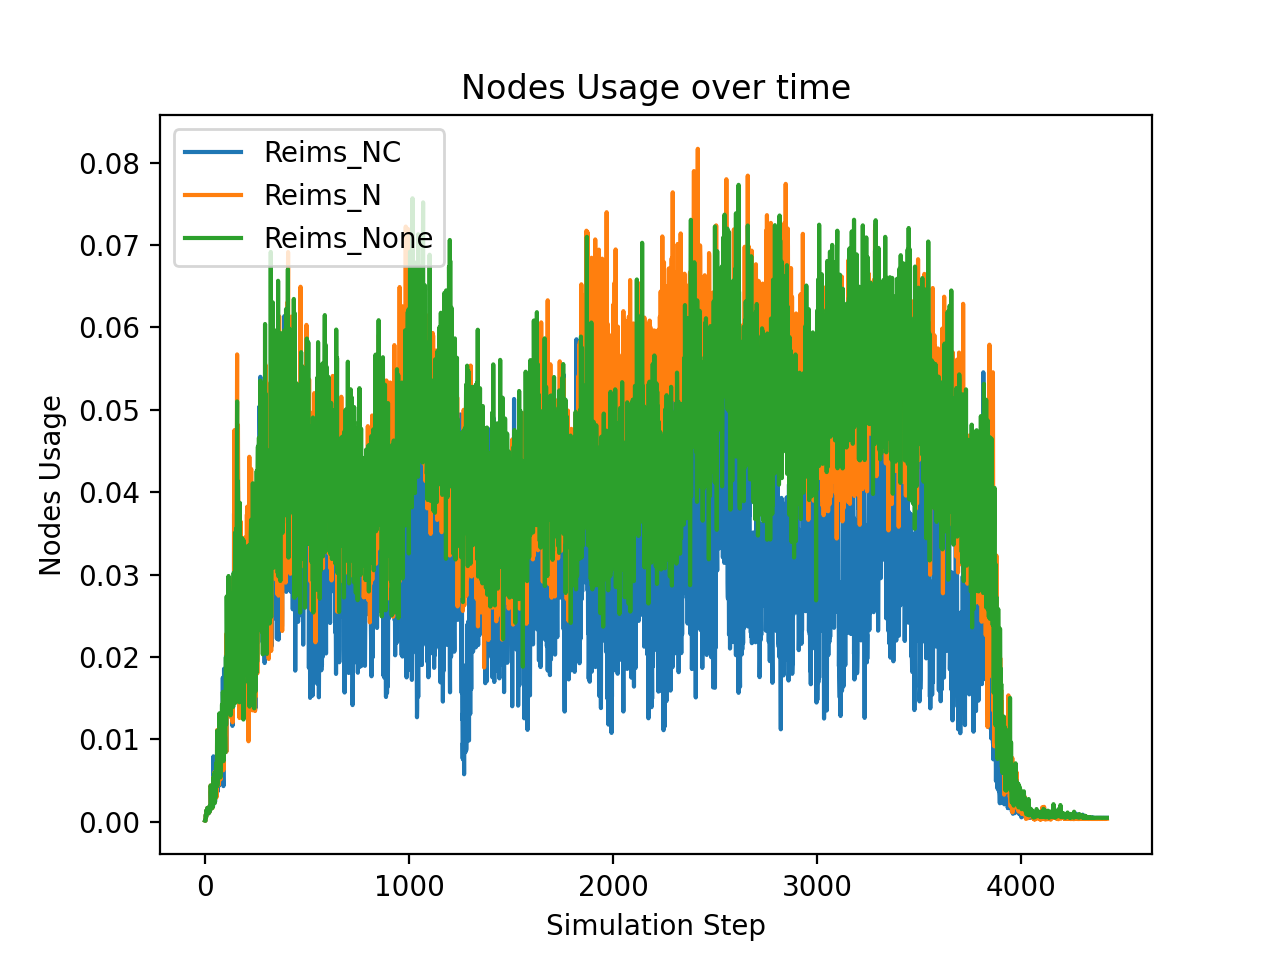 Nodes Usage over time
Reims_NC
Reims_N
Reims_None
Nodes Usage
0.08
0.07
0.06
0.05
0.04
0.03
0.02
0.01
0.00
0 1000 2000 3000 4000
Simulation Step